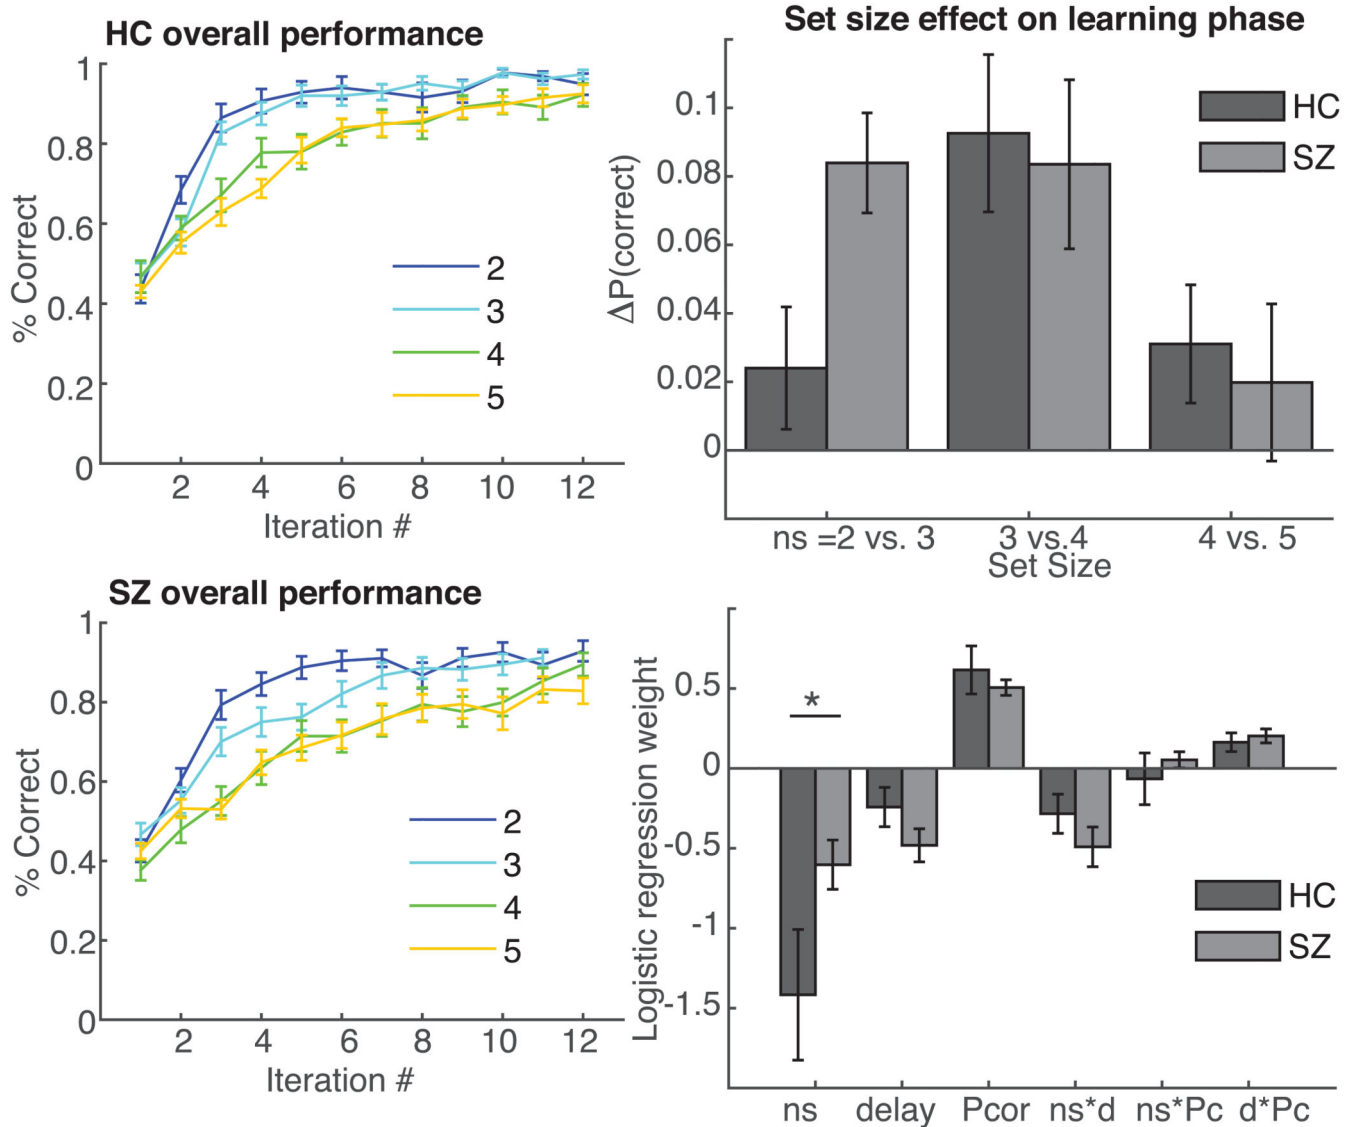 HC overall performance
1
0.8
0.6
0.4
0.2
0
% Correct
2
3
4
5
2 4 6 8 10 12
Iteration #
Set size effect on learning phase
0.1
0.08
0.06
0.04
0.02
0
ΔP(correct)
HC
SZ
ns =2 vs. 3 3 vs.4 4 vs. 5
Set Size
SZ overall performance
1
0.8
0.6
0.4
0.2
0
% Correct
2
3
4
5
2 4 6 8 10 12
Iteration #
0.5
0
-0.5
-1
-1.5
Logistic regression weight
*
HC
SZ
ns delay Pcor ns*d ns*Pc d*Pc